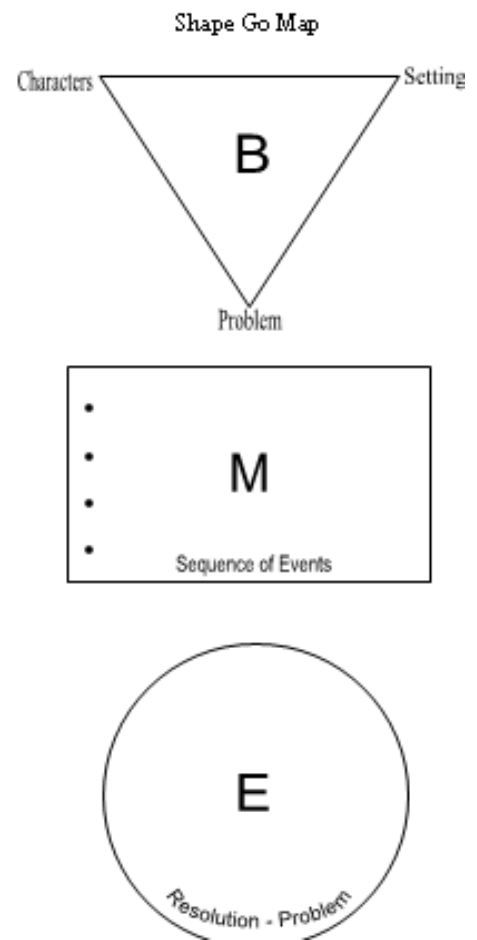 Shape Go Map
Characters
Setting
B
Problem
M
Sequence of Events
E
Resolution - Problem